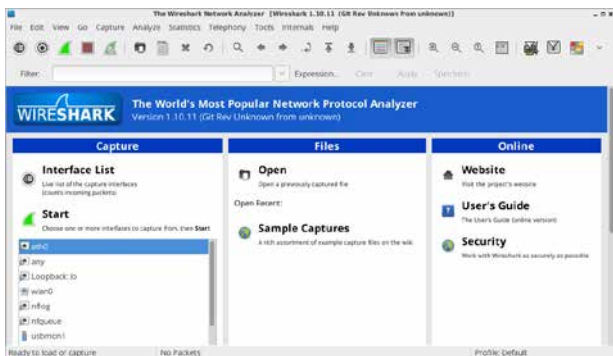 The Wireshark Network Analyzer [Wireshark 1.10.11 (Git Rev Unknown from unknown)]
File Edit View Go Capture Analyze Statistics Telephony Tools Internals Help
Filter: Expression... Clear Apply
WIRESHARK
The World's Most Popular Network Protocol Analyzer
Version 1.10.11 (Git Rev Unknown from unknown)
Capture
Interface List
Live list of the capture interfaces
(counts incoming packets)
Start
Choose one or more interfaces to capture from, then Start
eth0
any
Loopback: lo
wlan0
nflog
nfqueue
usbmon1
Files
Open
Open a previously captured file
Open Recent:
Sample Captures
A rich assortment of example capture files on the wiki
Online
Website
Visit the project's website
User's Guide
The User's Guide (online version)
Security
Work with Wireshark as securely as possible
Ready to load or capture
No Packets
Profile: Default